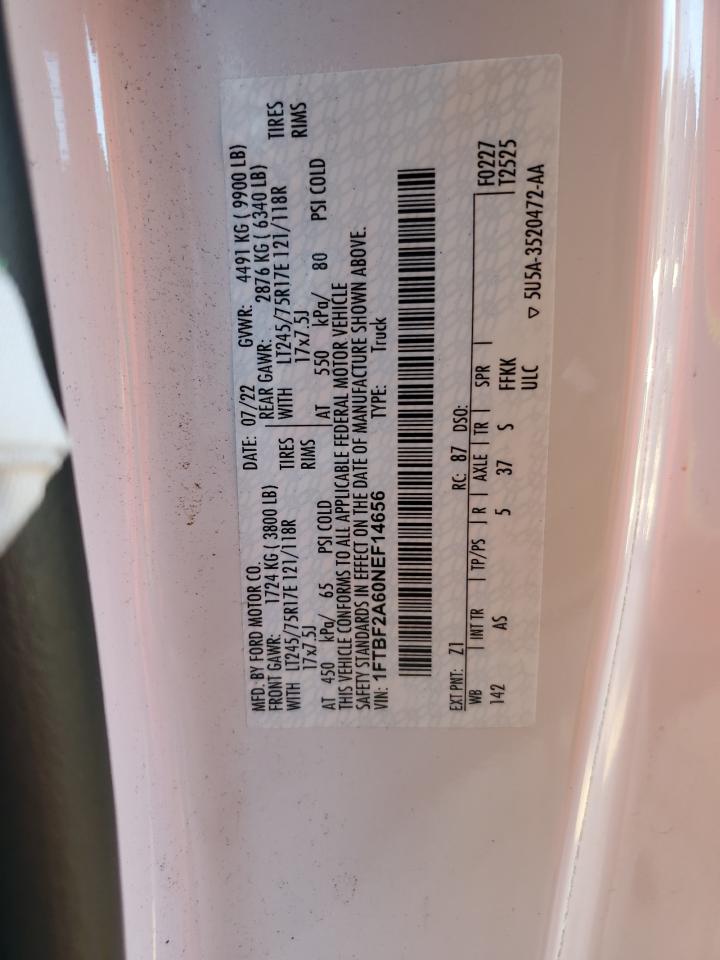 MFD. BY FORD MOTOR CO.
DATE: 07/22 GVWR: 4491 KG ( 9900 LB)
FRONT GAWR: 1724 KG ( 3800 LB) REAR GAWR: 2876 KG ( 6340 LB)
WITH LT245/75R17E 121/118R TIRES WITH LT245/75R17E 121/118R TIRES
17x7.5J RIMS 17x7.5J RIMS
AT 450 kPa/ 65 PSI COLD AT 550 kPa/ 80 PSI COLD
THIS VEHICLE CONFORMS TO ALL APPLICABLE FEDERAL MOTOR VEHICLE
SAFETY STANDARDS IN EFFECT ON THE DATE OF MANUFACTURE SHOWN ABOVE.
VIN: 1FTBF2A60NEF14656 TYPE: Truck
EXT PNT: Z1 RC: 87 DSO: F0227
WB INT TR TP/PS R AXLE TR SPR T2525
142 AS 5 37 S FFKK
ULC
▽ 5U5A-3520472-AA